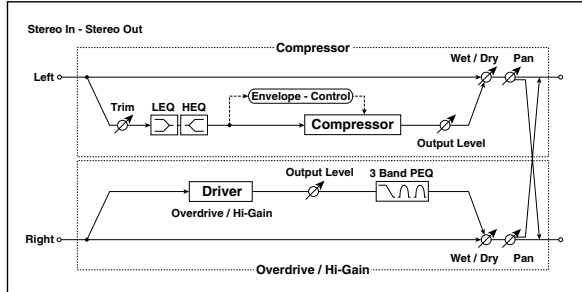 Stereo In - Stereo Out
Compressor
Wet / Dry
Pan
Left
Envelope - Control
Trim
LEQ
HEQ
Compressor
Output Level
Driver
Output Level
3 Band PEQ
Overdrive / Hi-Gain
Right
Wet / Dry
Pan
Overdrive / Hi-Gain